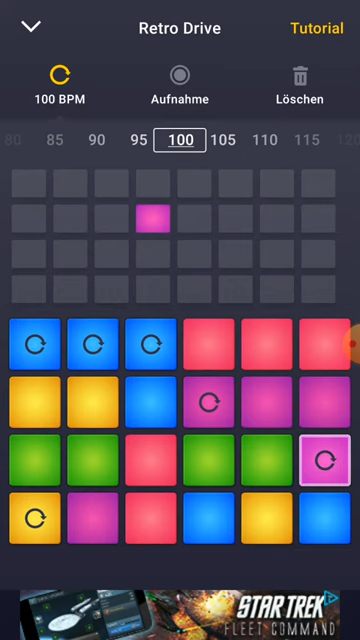 Retro Drive
Tutorial
100 BPM
Aufnahme
Löschen
80 85 90 95 100 105 110 115 120
STAR TREK
FLEET COMMAND